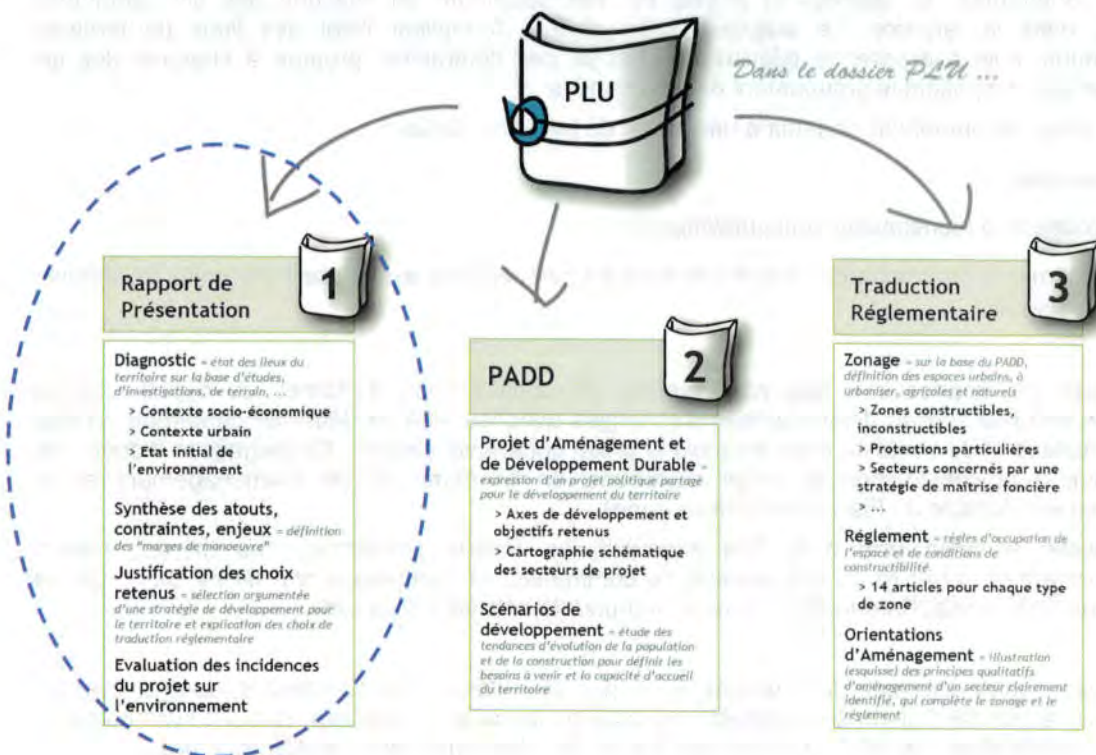 PLU
Dans le dossier PLU ...
1
Rapport de
Présentation
Diagnostic - état des lieux du
territoire sur la base d'études,
d'investigations, de terrain, ...
> Contexte socio-économique
> Contexte urbain
> Etat initial de
l'environnement
Synthèse des atouts,
contraintes, enjeux - définition
des "marges de manoeuvre"
Justification des choix
retenus - sélection argumentée
d'une stratégie de développement pour
le territoire et explication des choix de
traduction réglementaire
Evaluation des incidences
du projet sur
l'environnement
2
PADD
Projet d'Aménagement et
de Développement Durable -
expression d'un projet politique partagé
pour le développement du territoire
> Axes de développement et
objectifs retenus
> Cartographie schématique
des secteurs de projet
Scénarios de
développement - étude des
tendances d'évolution de la population
et de la construction pour définir les
besoins à venir et la capacité d'accueil
du territoire
3
Traduction
Réglementaire
Zonage - sur la base du PADD,
définition des espaces urbains, à
urbaniser, agricoles et naturels
> Zones constructibles,
inconstructibles
> Protections particulières
> Secteurs concernés par une
stratégie de maîtrise foncière
> ...
Réglement - règles d'occupation de
l'espace et de conditions de
constructibilité.
> 14 articles pour chaque type
de zone
Orientations
d'Aménagement - illustration
(esquisse) des principes qualitatifs
d'aménagement d'un secteur clairement
identifié, qui complète le zonage et le
réglement